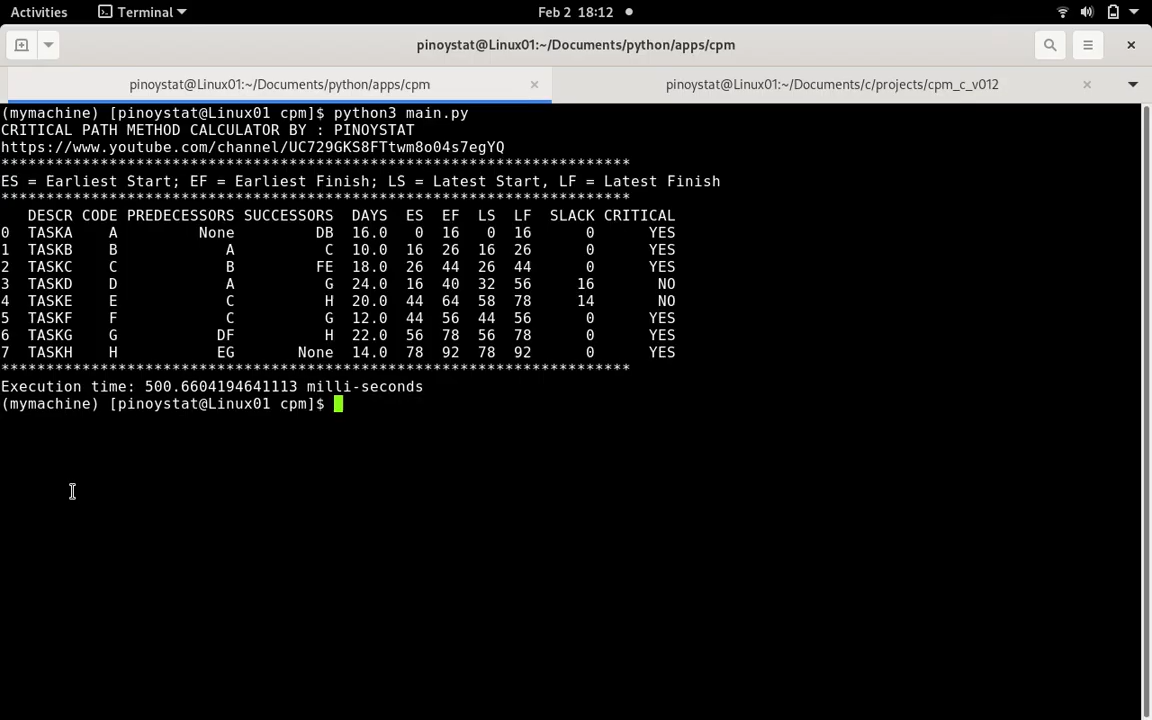 Activities Terminal Feb 2 18:12
pinoystat@Linux01:~/Documents/python/apps/cpm
pinoystat@Linux01:~/Documents/python/apps/cpm pinoystat@Linux01:~/Documents/c/projects/cpm_c_v012
(mymachine) [pinoystat@Linux01 cpm]$ python3 main.py
CRITICAL PATH METHOD CALCULATOR BY : PINOYSTAT
https://www.youtube.com/channel/UC729GKS8FTtwm8o04s7egYQ
**********************************************************************
ES = Earliest Start; EF = Earliest Finish; LS = Latest Start, LF = Latest Finish
**********************************************************************
DESCR CODE PREDECESSORS SUCCESSORS DAYS ES EF LS LF SLACK CRITICAL
0 TASKA A None DB 16.0 0 16 0 16 0 YES
1 TASKB B A C 10.0 16 26 16 26 0 YES
2 TASKC C B FE 18.0 26 44 26 44 0 YES
3 TASKD D A G 24.0 16 40 32 56 16 NO
4 TASKE E C H 20.0 44 64 58 78 14 NO
5 TASKF F C G 12.0 44 56 44 56 0 YES
6 TASKG G DF H 22.0 56 78 56 78 0 YES
7 TASKH H EG None 14.0 78 92 78 92 0 YES
**********************************************************************
Execution time: 500.6604194641113 milli-seconds
(mymachine) [pinoystat@Linux01 cpm]$